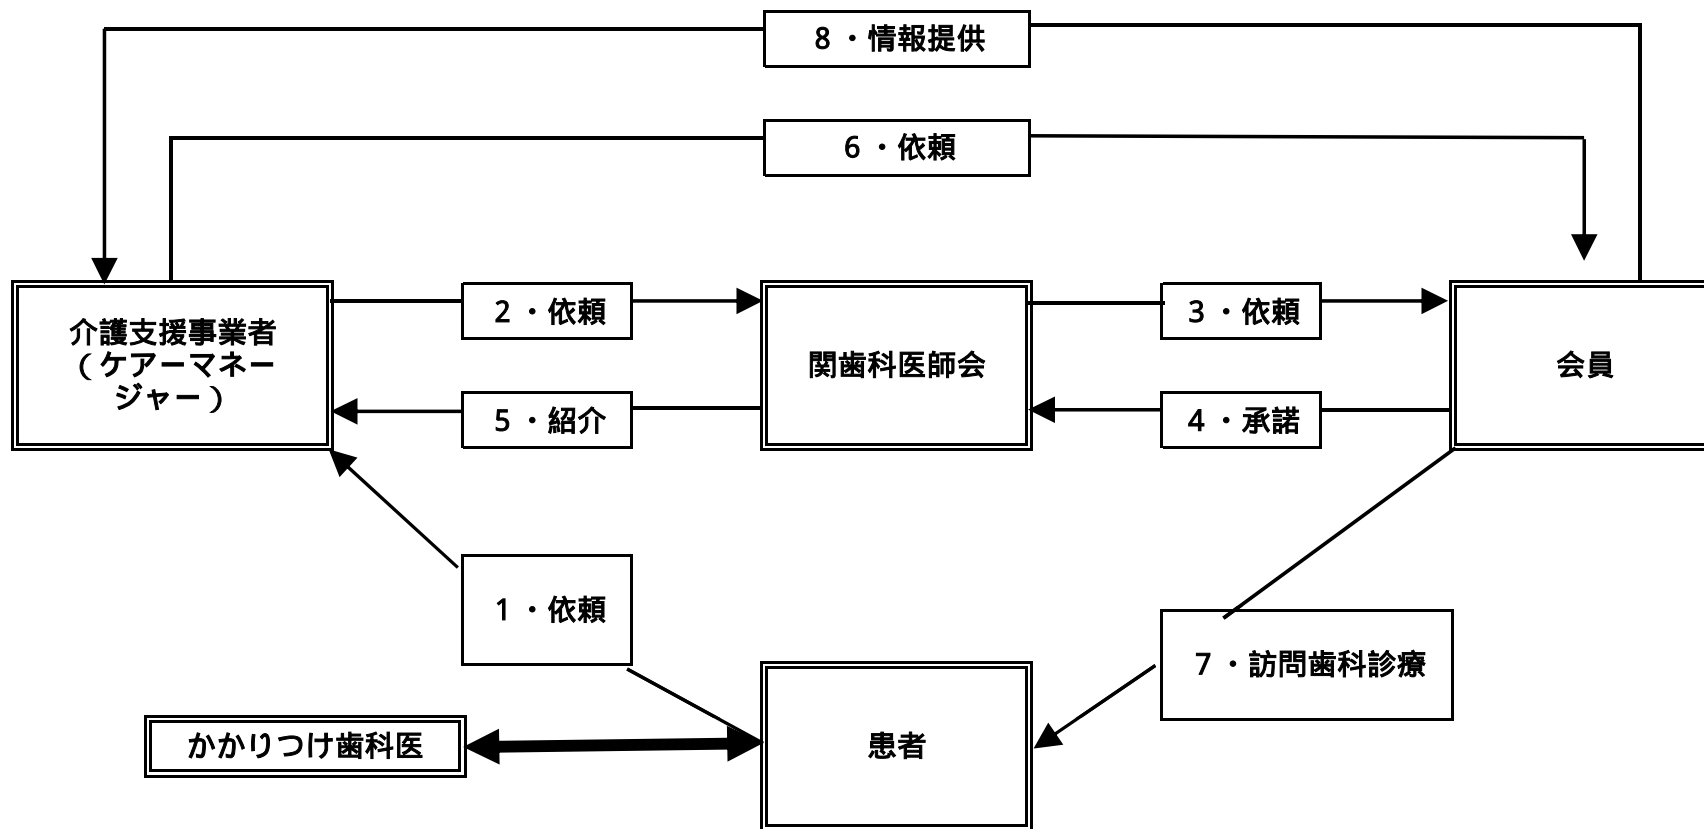 8・情報提供
6・依頼
介護支援事業者
(ケアーマネー
ジャー)
2・依頼
関歯科医師会
3・依頼
会員
5・紹介
4・承諾
1・依頼
7・訪問歯科診療
かかりつけ歯科医
患者